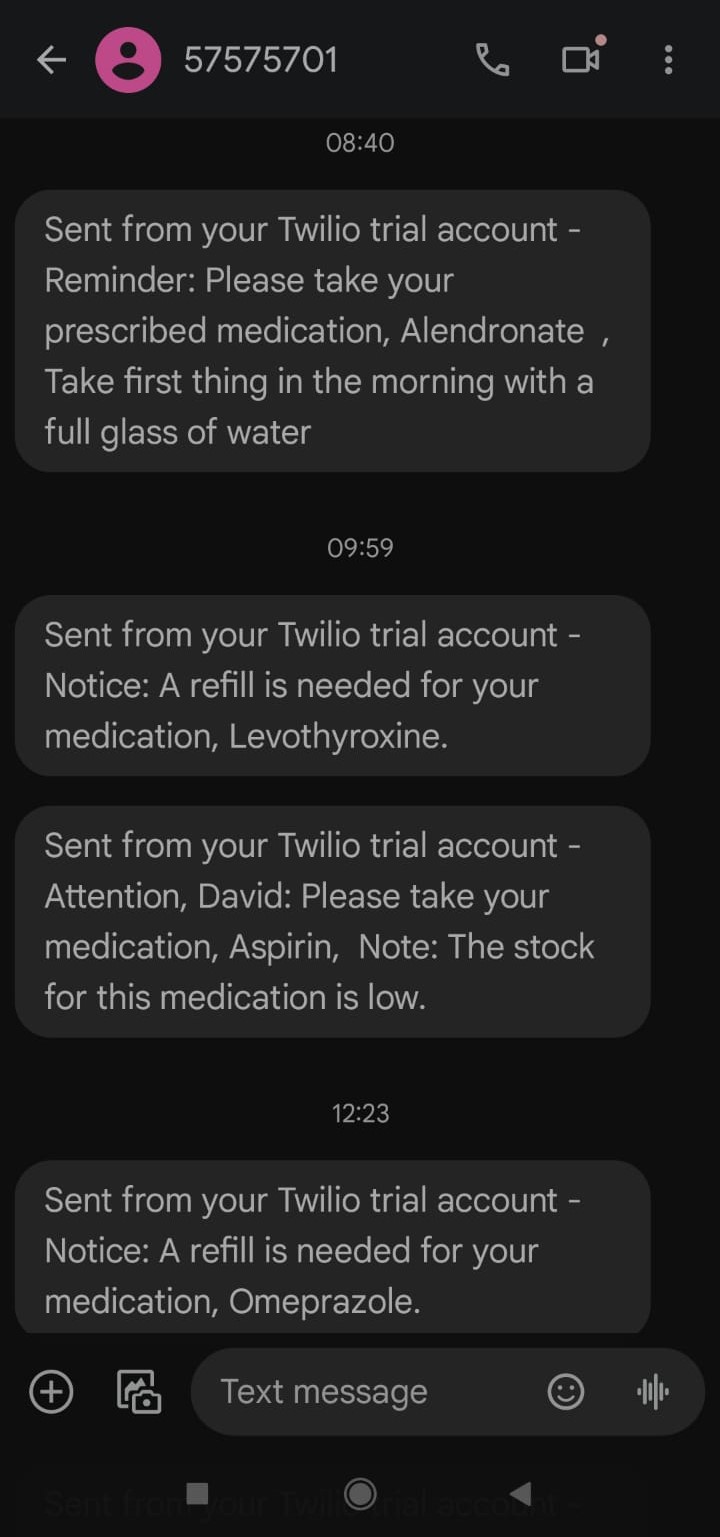 57575701
08:40
Sent from your Twilio trial account -
Reminder: Please take your
prescribed medication, Alendronate  ,
Take first thing in the morning with a
full glass of water
09:59
Sent from your Twilio trial account -
Notice: A refill is needed for your
medication, Levothyroxine.
Sent from your Twilio trial account -
Attention, David: Please take your
medication, Aspirin,  Note: The stock
for this medication is low.
12:23
Sent from your Twilio trial account -
Notice: A refill is needed for your
medication, Omeprazole.
Text message
Sent from your Twilio trial account -